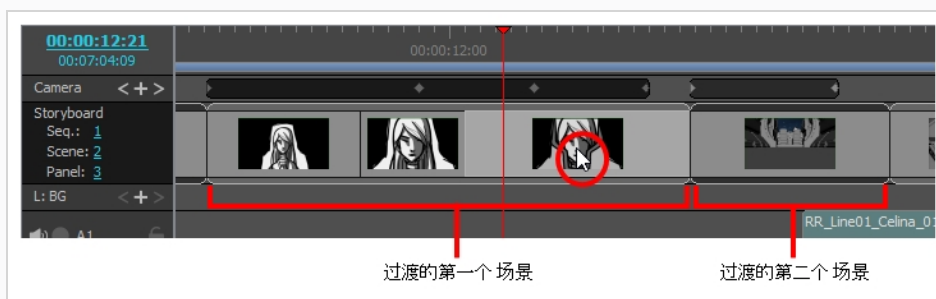 00:00:12:21
00:07:04:09
00:00:12:00
Camera < + >
Storyboard
Seq.: 1
Scene: 2
Panel: 3
L: BG < + >
A1
RR_Line01_Celina_01
过渡的第一个 场景
过渡的第二个 场景